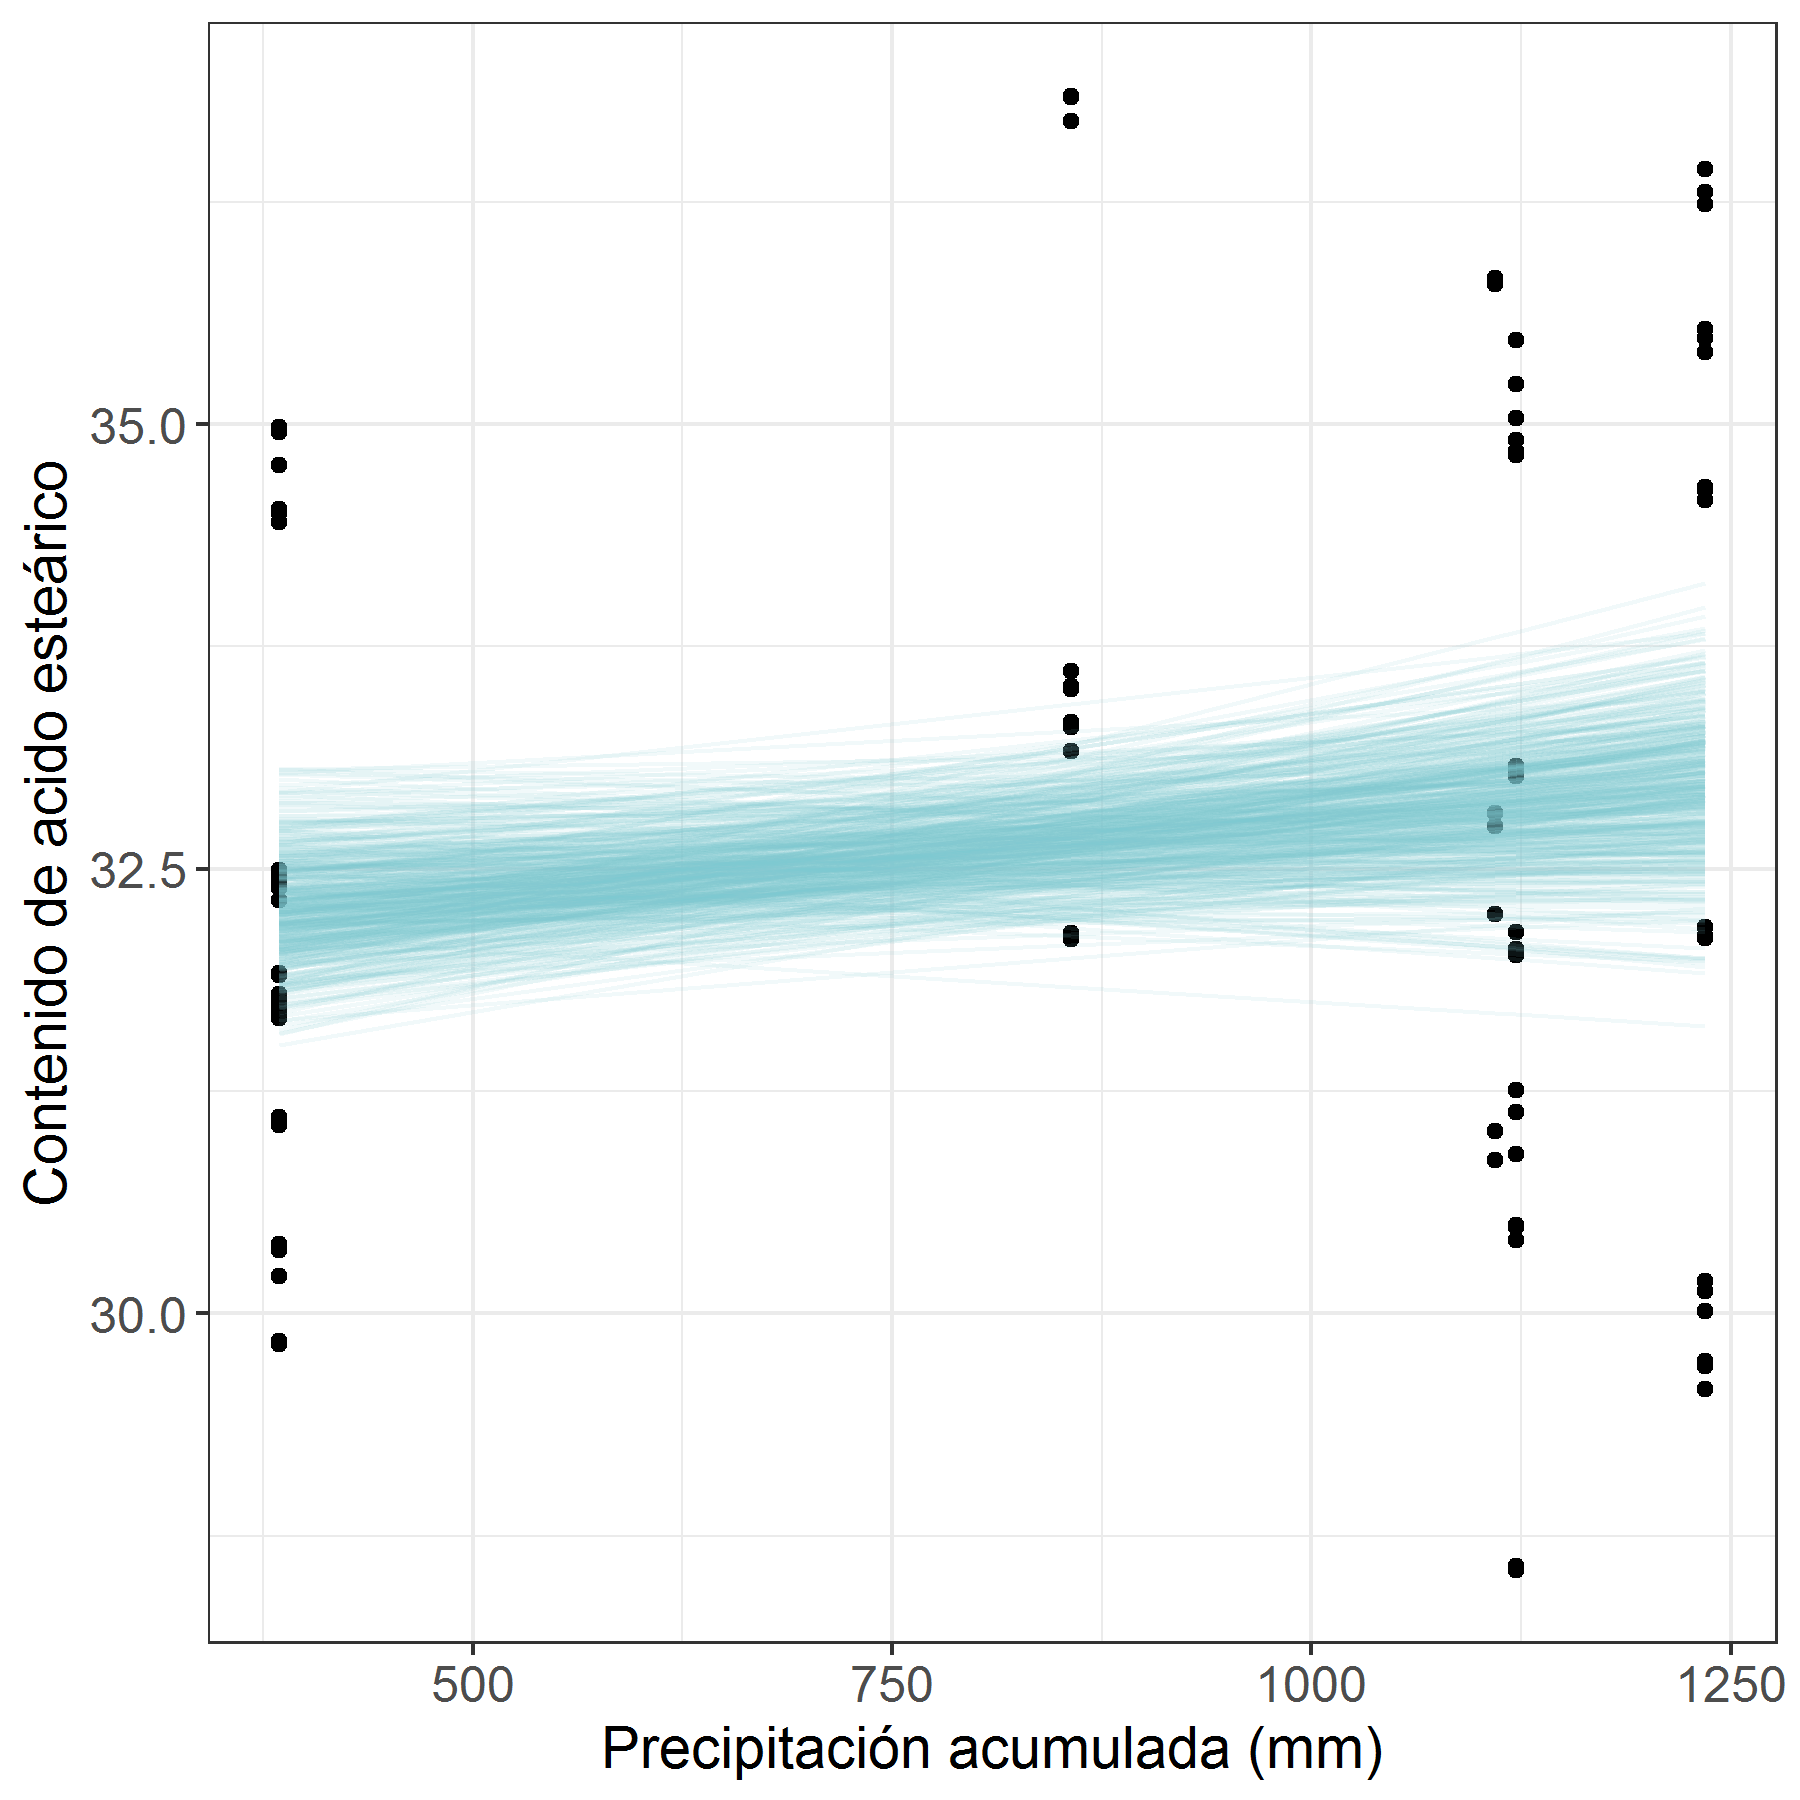 Contenido de acido esteárico
35.0
32.5
30.0
500 750 1000 1250
Precipitación acumulada (mm)